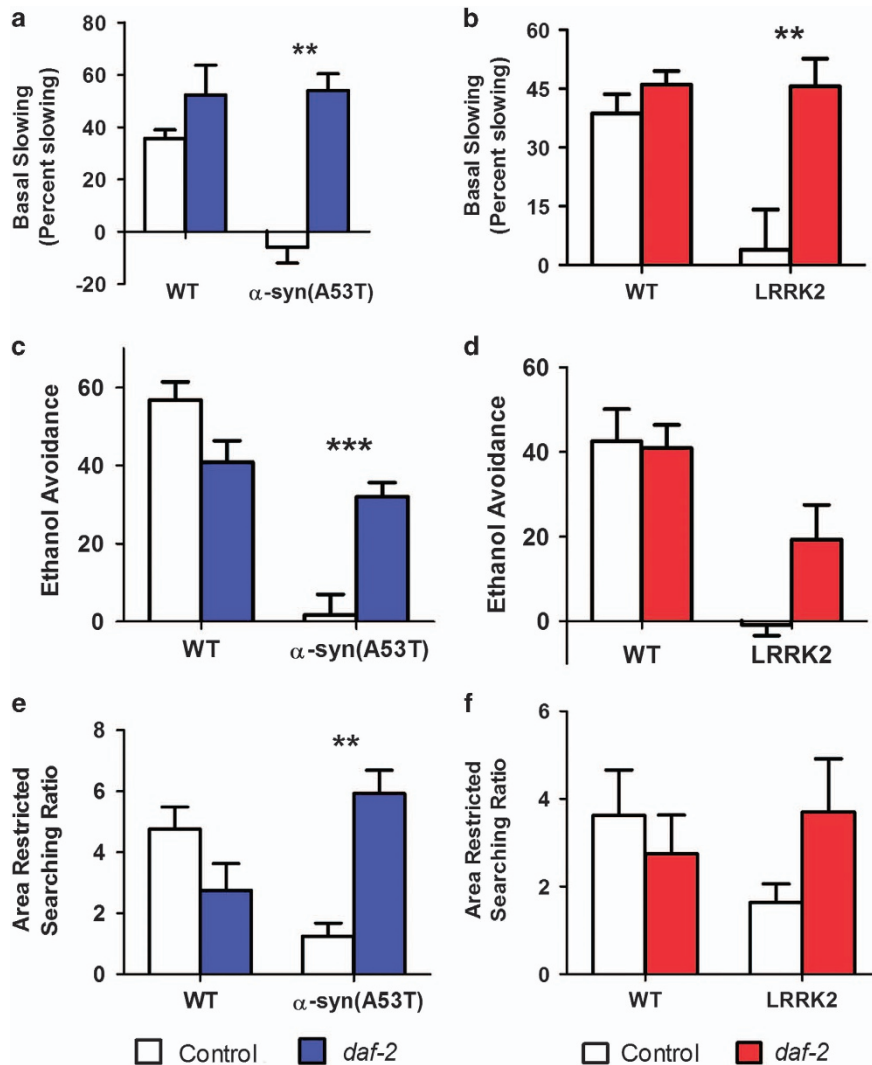 a
Basal Slowing
(Percent slowing)
80
60
40
20
0
-20
**
WT
α-syn(A53T)
b
Basal Slowing
(Percent slowing)
60
45
30
15
0
**
WT
LRRK2
c
Ethanol Avoidance
60
40
20
0
***
WT
α-syn(A53T)
d
Ethanol Avoidance
60
40
20
0
WT
LRRK2
e
Area Restricted
Searching Ratio
8
6
4
2
0
**
WT
α-syn(A53T)
f
Area Restricted
Searching Ratio
6
4
2
0
WT
LRRK2
Control
daf-2
Control
daf-2